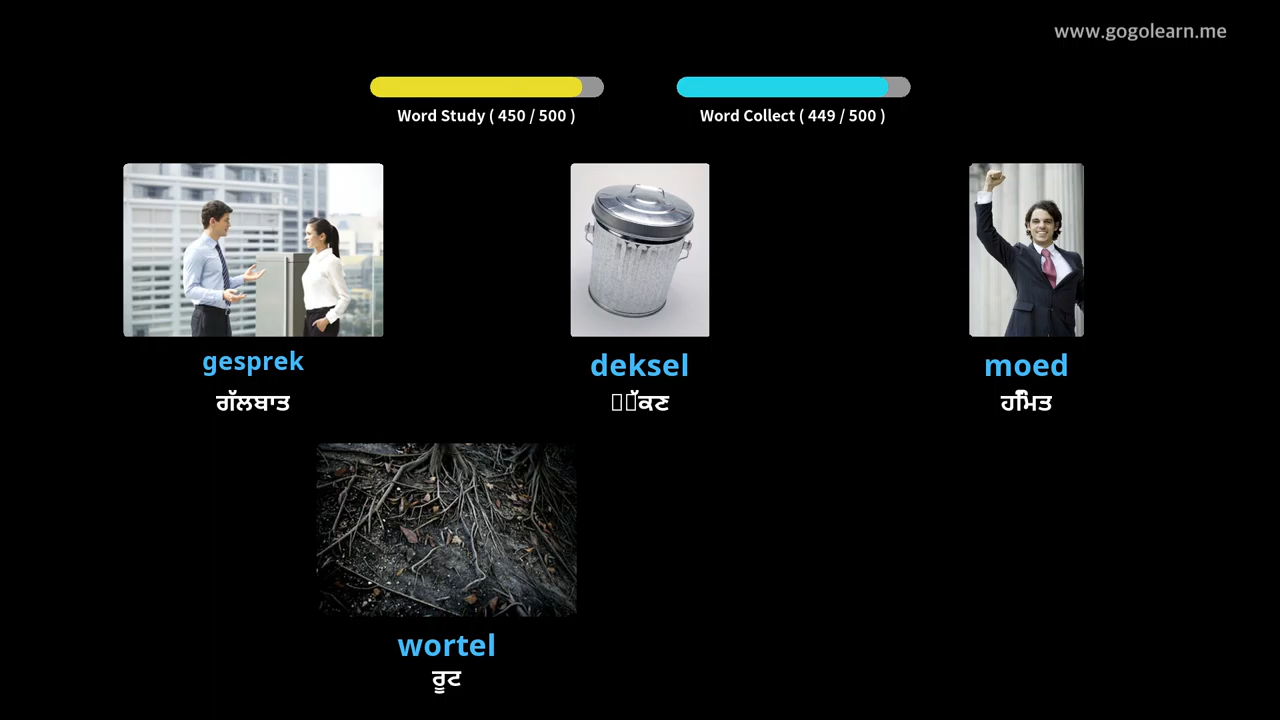 www.gogolearn.me
Word Study ( 450 / 500 )
Word Collect ( 449 / 500 )
gesprek
deksel
moed
ਗੱਲਬਾਤ
ਹਿੰਮਤ
wortel
ਰੂਟ